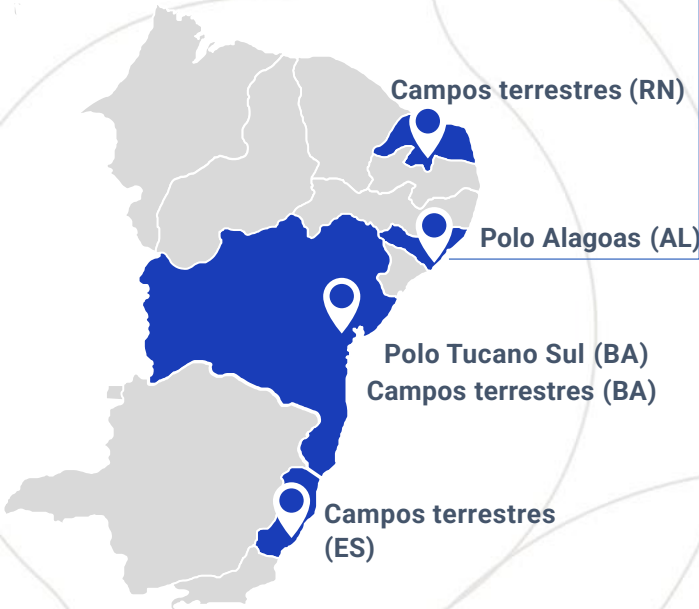 Campos terrestres (RN)
Polo Alagoas (AL)
Polo Tucano Sul (BA)
Campos terrestres (BA)
Campos terrestres
(ES)